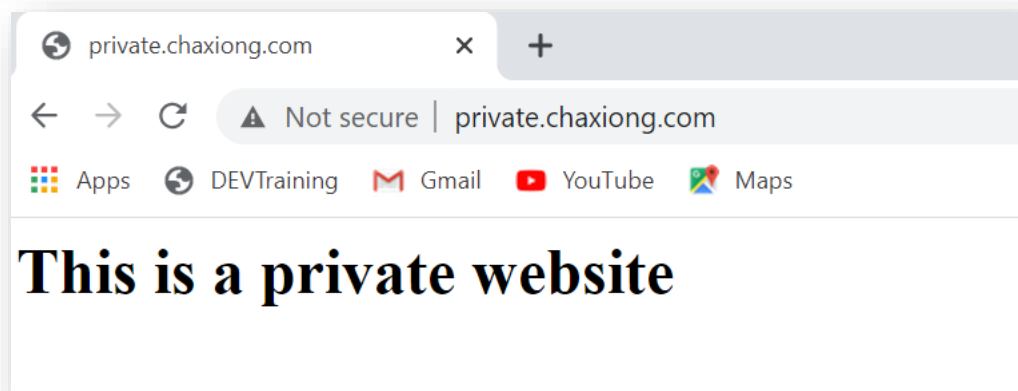 private.chaxiong.com
Not secure | private.chaxiong.com
Apps DEVTraining Gmail YouTube Maps
This is a private website